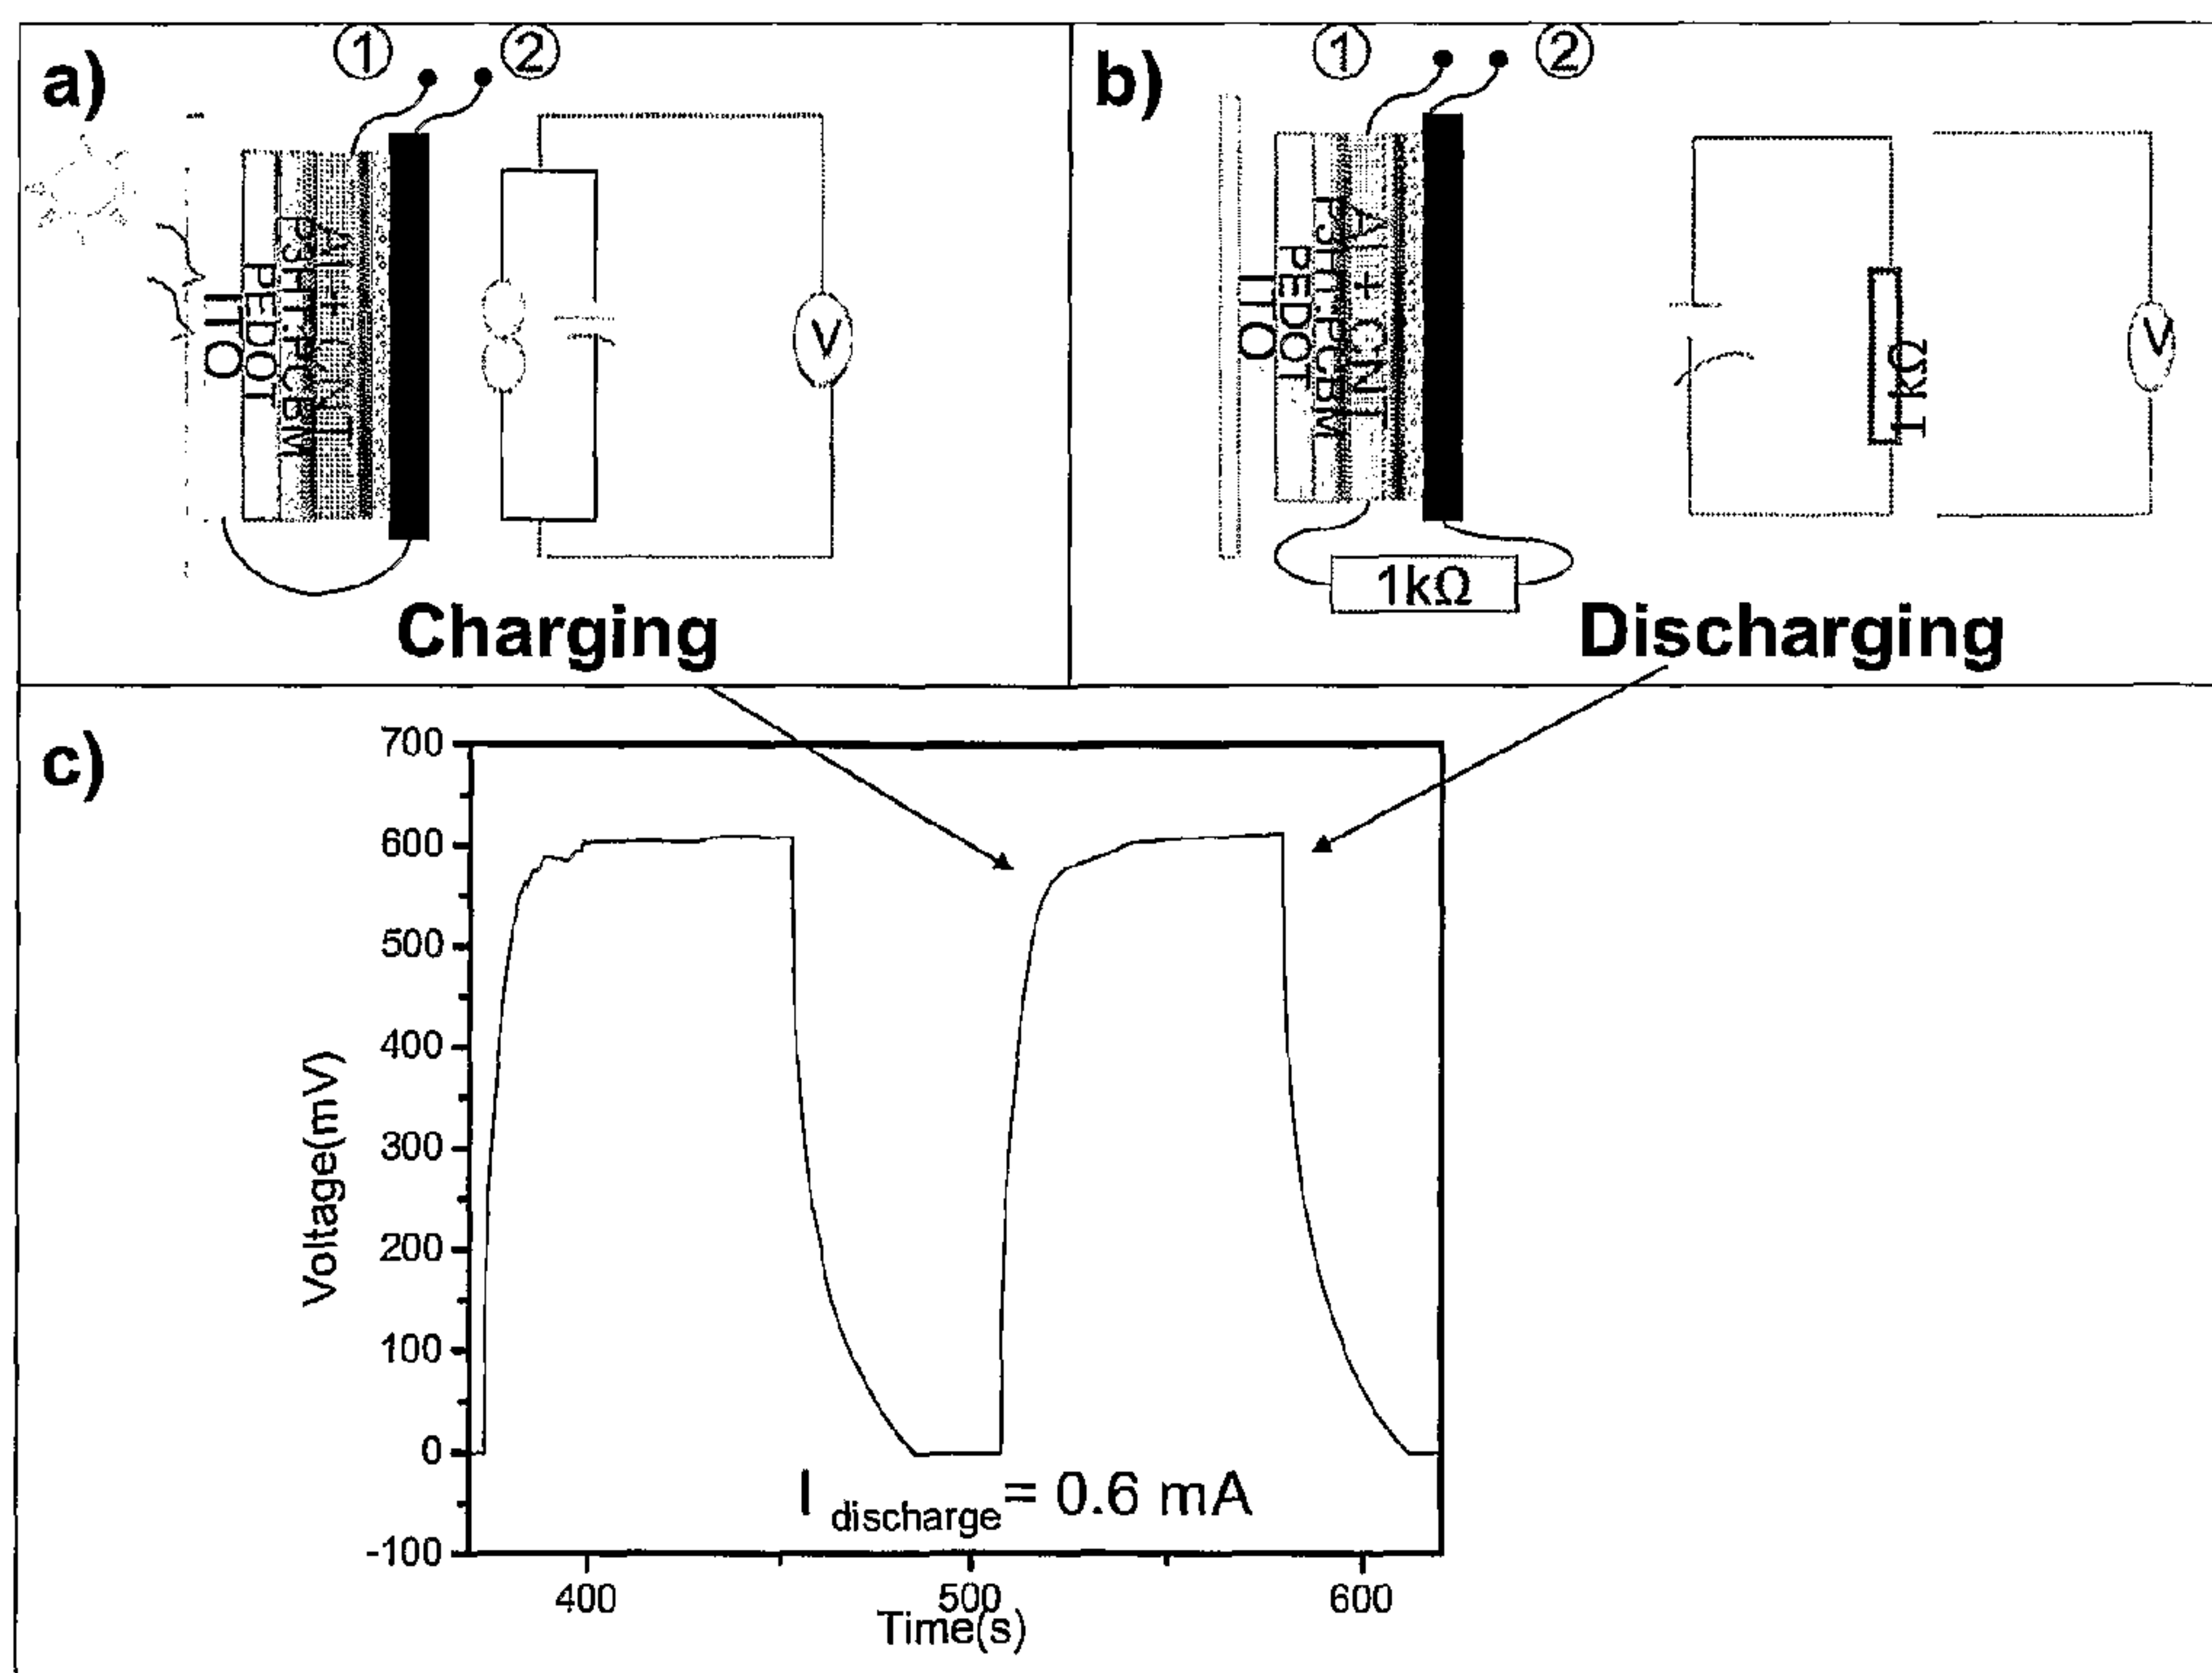 a)
① ②
ITO
PEDOT
P3HT:PCBM
Al + CNT
V
Charging
b)
① ②
ITO
PEDOT
P3HT:PCBM
Al + CNT
1kΩ
1 kΩ
V
Discharging
c)
700
600
500
400
300
200
100
0
-100
Voltage(mV)
I discharge = 0.6 mA
400 500 600
Time(s)